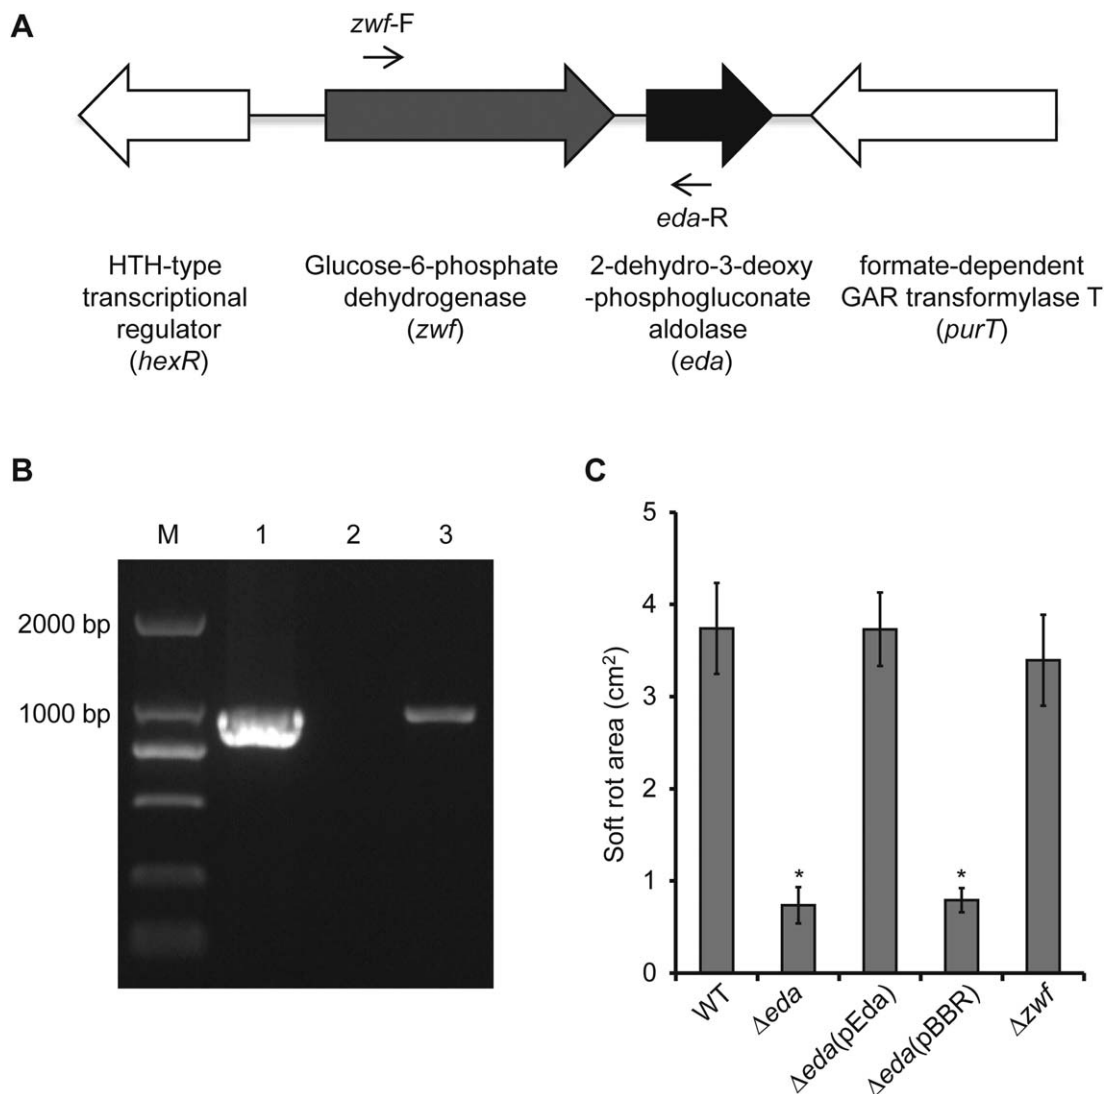 A
zwf-F
eda-R
HTH-type
transcriptional
regulator
(hexR)
Glucose-6-phosphate
dehydrogenase
(zwf)
2-dehydro-3-deoxy
-phosphogluconate
aldolase
(eda)
formate-dependent
GAR transformylase T
(purT)
B
M 1 2 3
2000 bp
1000 bp
C
Soft rot area (cm²)
5
4
3
2
1
0
* *
WT
Δeda
Δeda(pEda)
Δeda(pBBR)
Δzwf